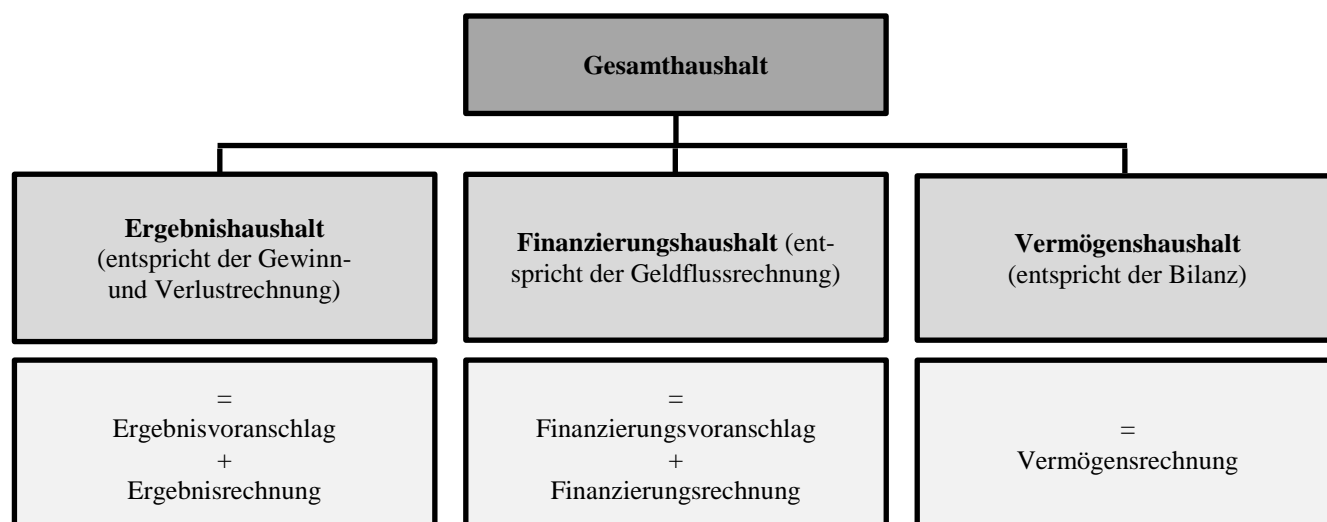 Gesamthaushalt
Ergebnishaushalt
(entspricht der Gewinn-
und Verlustrechnung)
Finanzierungshaushalt (ent-
spricht der Geldflussrechnung)
Vermögenshaushalt
(entspricht der Bilanz)
=
Ergebnisvoranschlag
+
Ergebnisrechnung
=
Finanzierungsvoranschlag
+
Finanzierungsrechnung
=
Vermögensrechnung